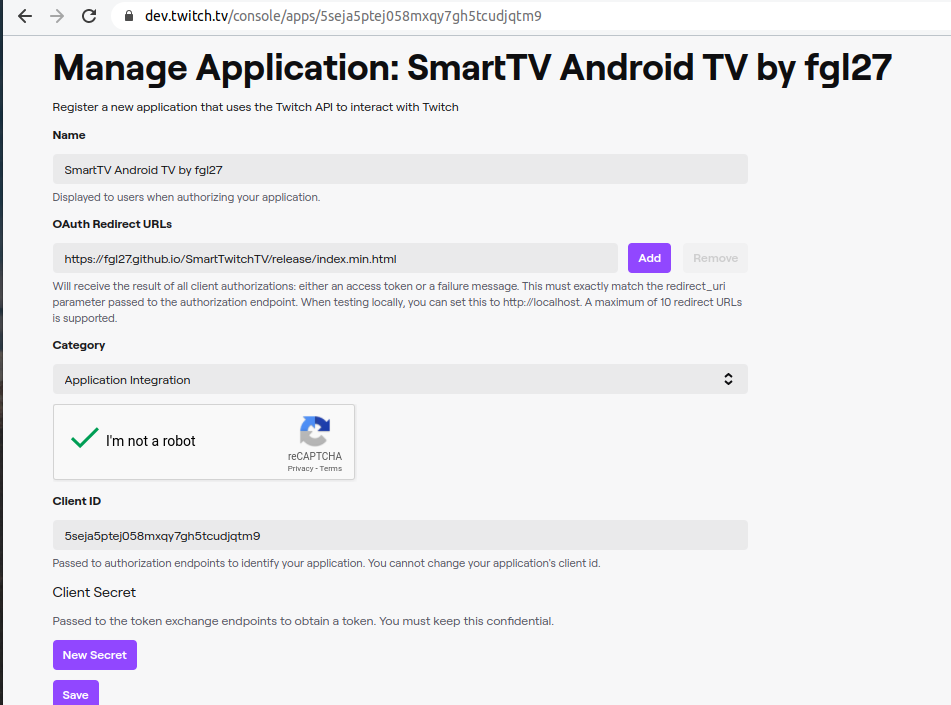 dev.twitch.tv/console/apps/5seja5ptej058mxqy7gh5tcudjqtm9
Manage Application: SmartTV Android TV by fgl27
Register a new application that uses the Twitch API to interact with Twitch
Name
SmartTV Android TV by fgl27
Displayed to users when authorizing your application.
OAuth Redirect URLs
https://fgl27.github.io/SmartTwitchTV/release/index.min.html
Add
Remove
Will receive the result of all client authorizations: either an access token or a failure message. This must exactly match the redirect_uri
parameter passed to the authorization endpoint. When testing locally, you can set this to http://localhost. A maximum of 10 redirect URLs
is supported.
Category
Application Integration
I'm not a robot
reCAPTCHA
Privacy - Terms
Client ID
5seja5ptej058mxqy7gh5tcudjqtm9
Passed to authorization endpoints to identify your application. You cannot change your application's client id.
Client Secret
Passed to the token exchange endpoints to obtain a token. You must keep this confidential.
New Secret
Save